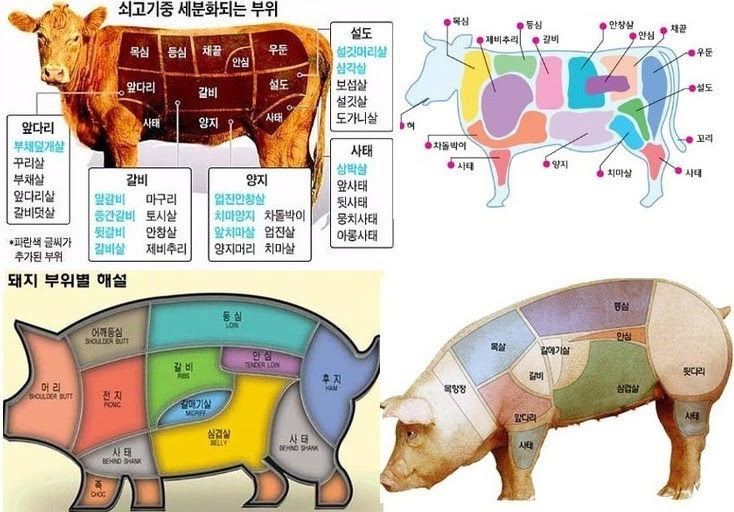 쇠고기중 세분화되는 부위
목심
등심
채끝
안심
우둔
앞다리
갈비
설도
사태
양지
사태
설도
설깃머리살
삼각살
보섭살
설깃살
도가니살
앞다리
부채덮개살
꾸리살
부채살
앞다리살
갈비덧살
갈비
앞갈비 마구리
중간갈비 토시살
뒷갈비 안창살
갈비살 제비추리
양지
업진안창살
치마양지 차돌박이
앞치마살 업진살
양지머리 치마살
사태
상박살
앞사태
뒷사태
뭉치사태
아롱사태
*파란색 글씨가
추가된 부위
목심
제비추리
등심
갈비
안창살
안심
채끝
우둔
설도
꼬리
혀
차돌박이
사태
양지
치마살
사태
돼지 부위별 해설
어깨등심
SHOULDER BUTT
등심
LOIN
머리
SHOULDER BUTT
전지
PICNIC
갈비
RIBS
안심
TENDER LOIN
후지
HAM
갈매기살
MIDRIFF
삼겹살
BELLY
사태
BEHIND SHANK
사태
BEHIND SHANK
족
CHOC
등심
목살
갈매기살
안심
목항정
갈비
삼겹살
뒷다리
앞다리
사태
사태